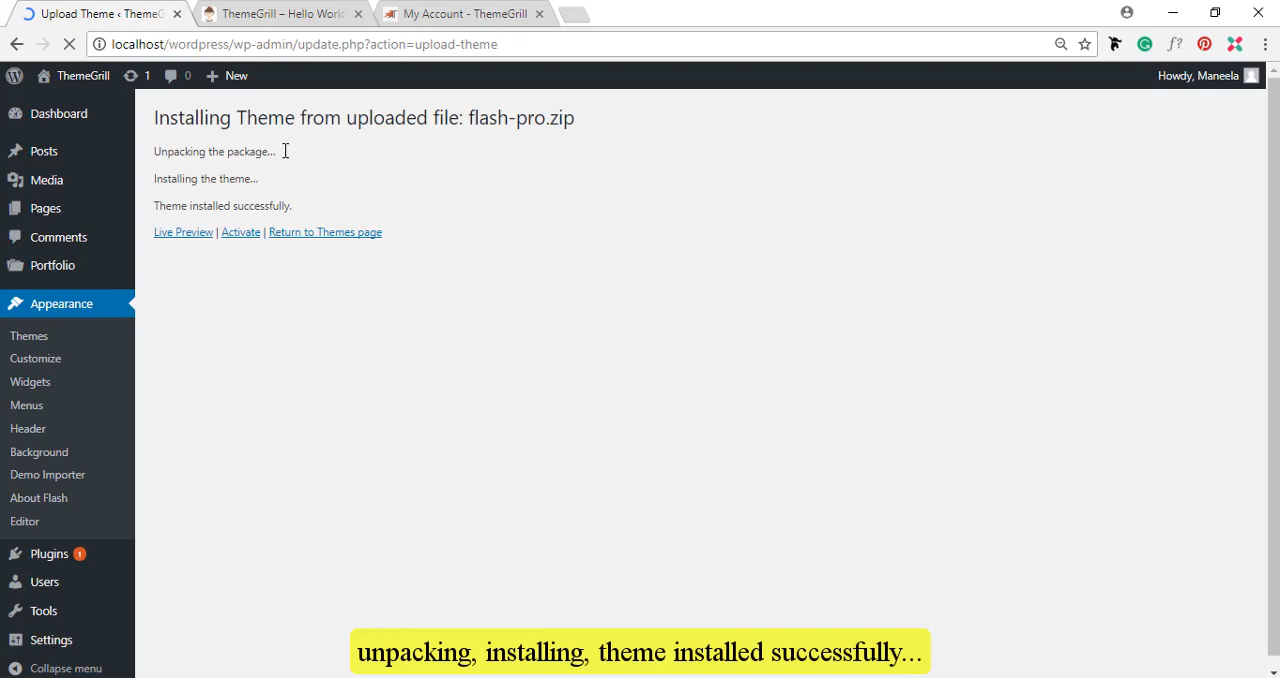 Upload Theme ‹ ThemeG
ThemeGrill – Hello World
My Account - ThemeGrill
localhost/wordpress/wp-admin/update.php?action=upload-theme
f?
ThemeGrill
1
0
New
Howdy, Maneela
Dashboard
Posts
Media
Pages
Comments
Portfolio
Appearance
Themes
Customize
Widgets
Menus
Header
Background
Demo Importer
About Flash
Editor
Plugins 1
Users
Tools
Settings
Collapse menu
Installing Theme from uploaded file: flash-pro.zip
Unpacking the package...
Installing the theme...
Theme installed successfully.
Live Preview | Activate | Return to Themes page
unpacking, installing, theme installed successfully...